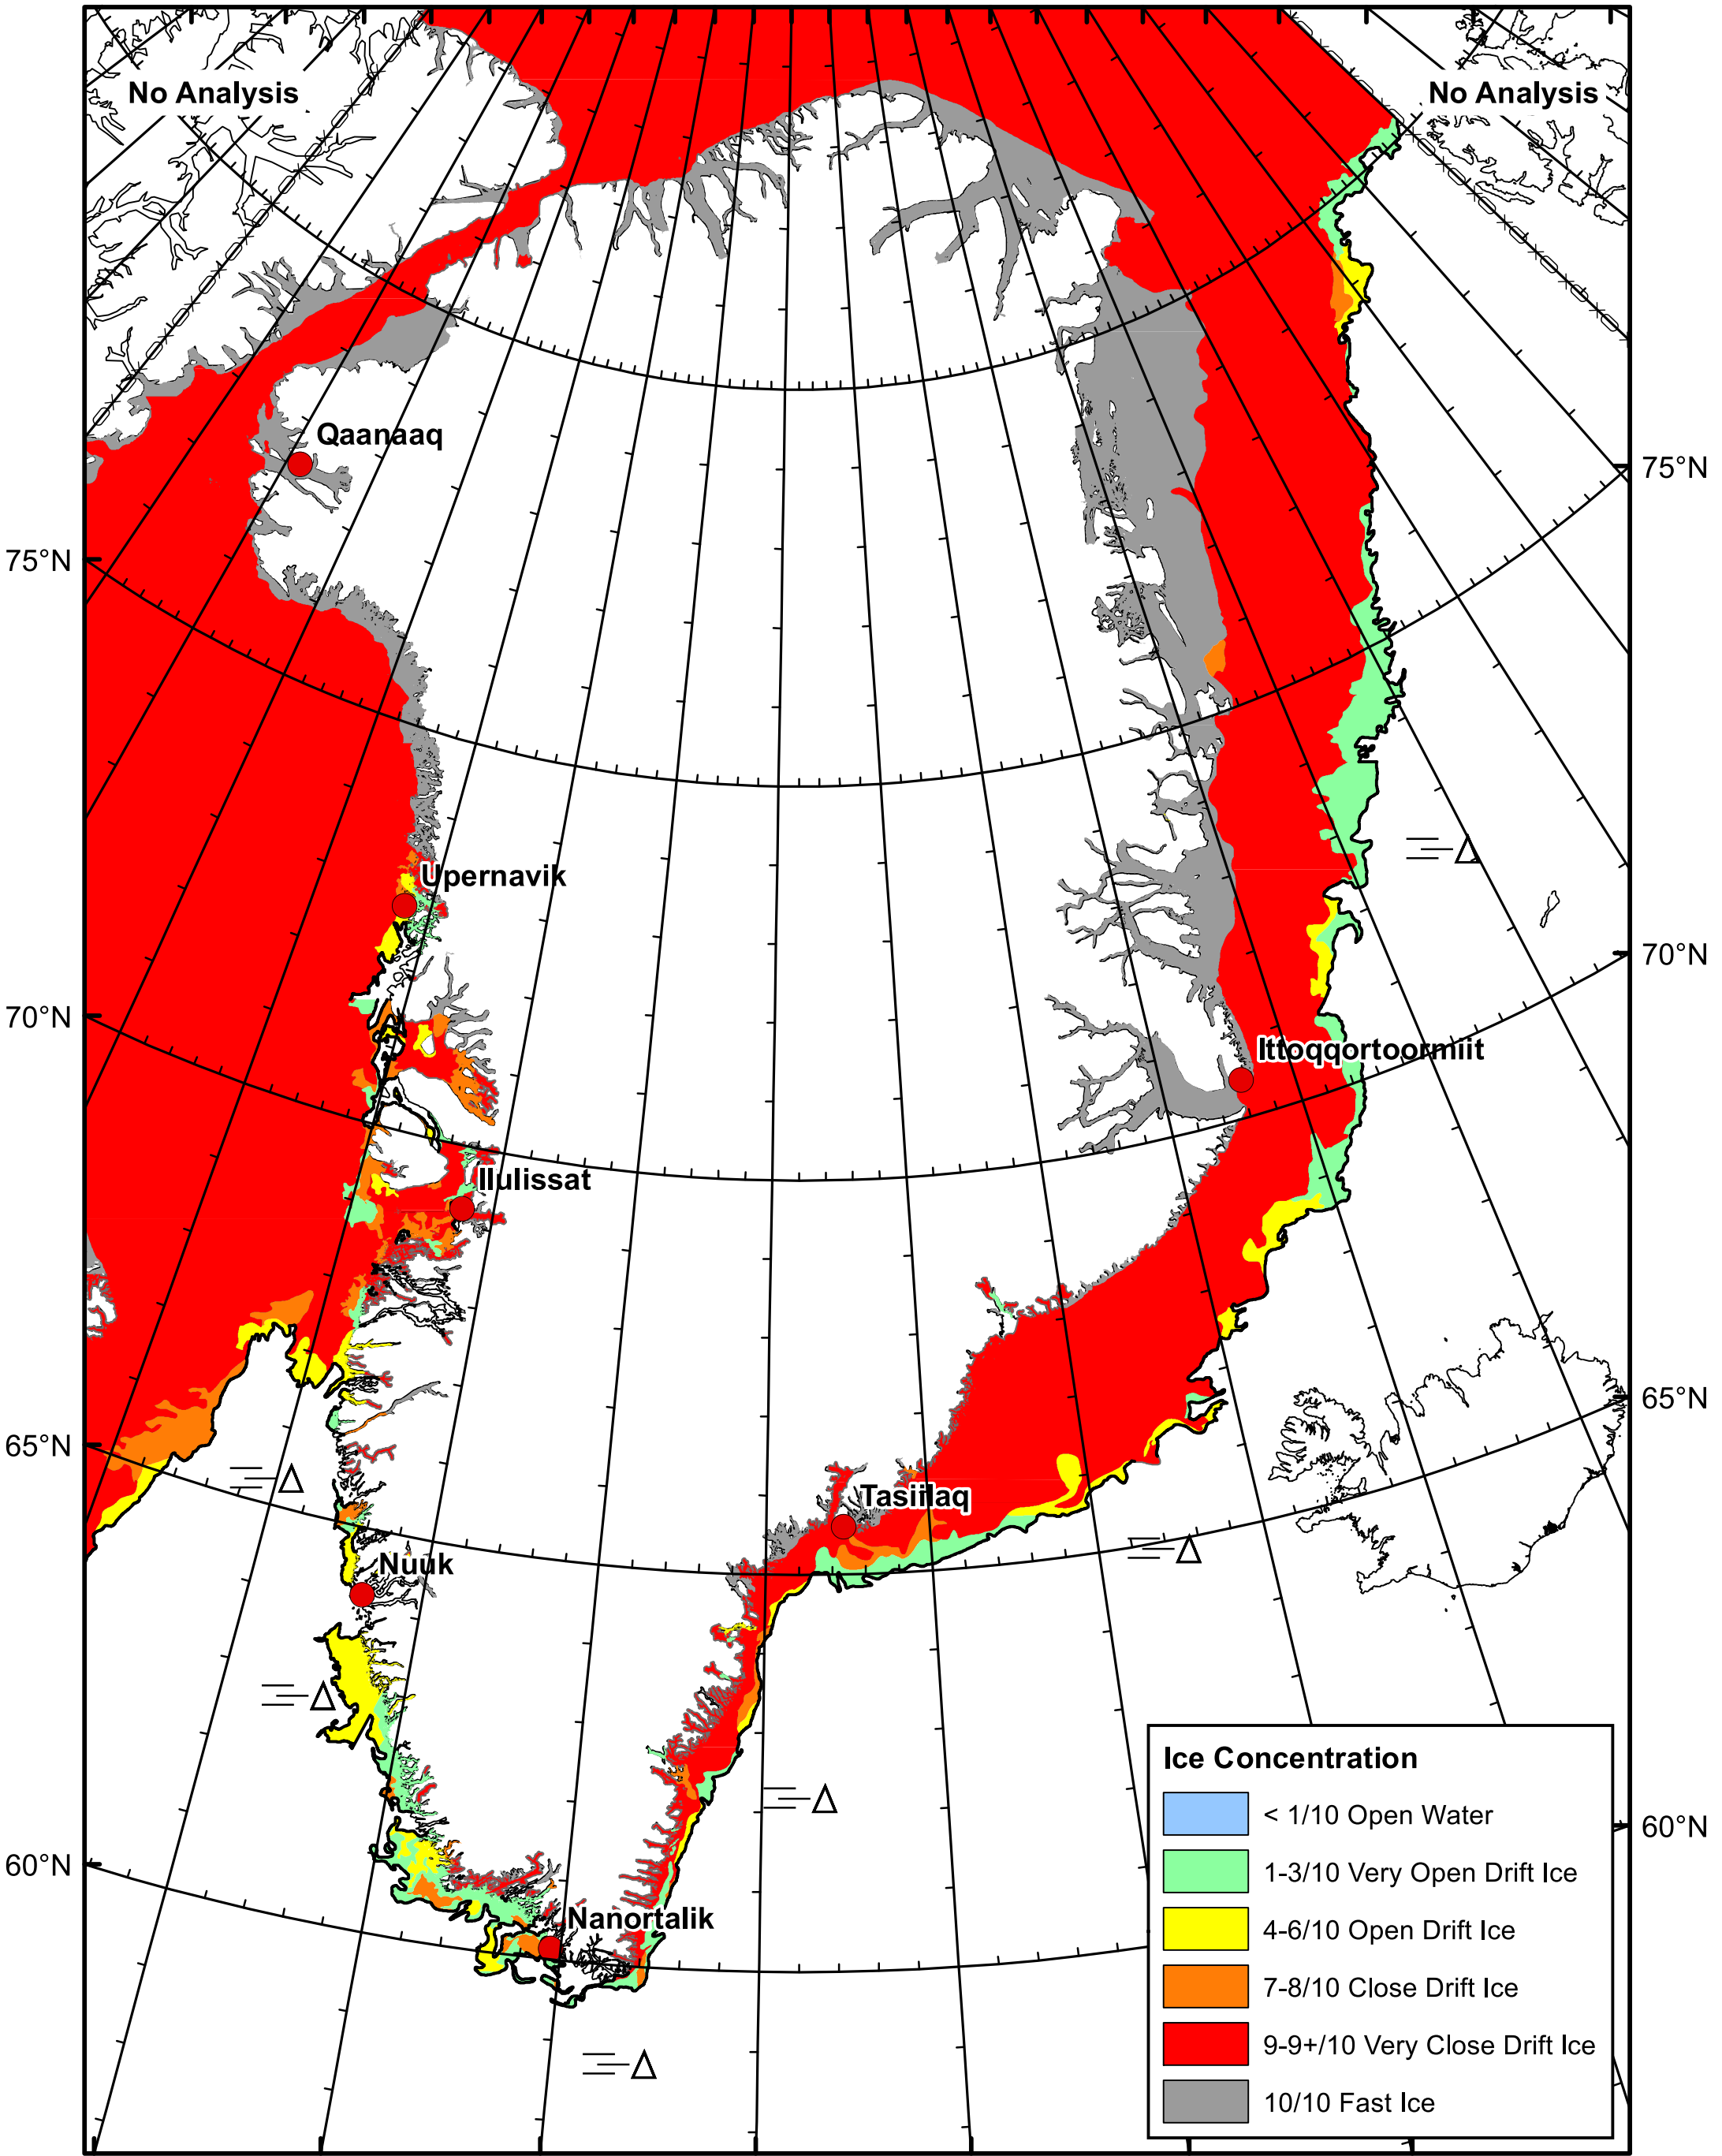 No Analysis
No Analysis
Qaanaaq
75°N
75°N
Upernavik
70°N
70°N
Ittoqqortoormiit
Ilulissat
65°N
65°N
Tasiilaq
Nuuk
60°N
60°N
Nanortalik
Ice Concentration
< 1/10 Open Water
1-3/10 Very Open Drift Ice
4-6/10 Open Drift Ice
7-8/10 Close Drift Ice
9-9+/10 Very Close Drift Ice
10/10 Fast Ice